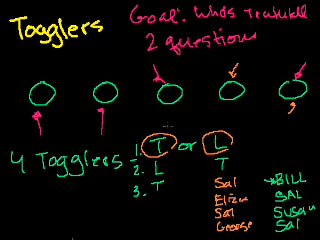 Togglers
Goal: Who's
2 questions
4 Togglers
1. T or L
2. L T
3. T
Sal BILL
Eliza SAL
Sal Susan
George Sal